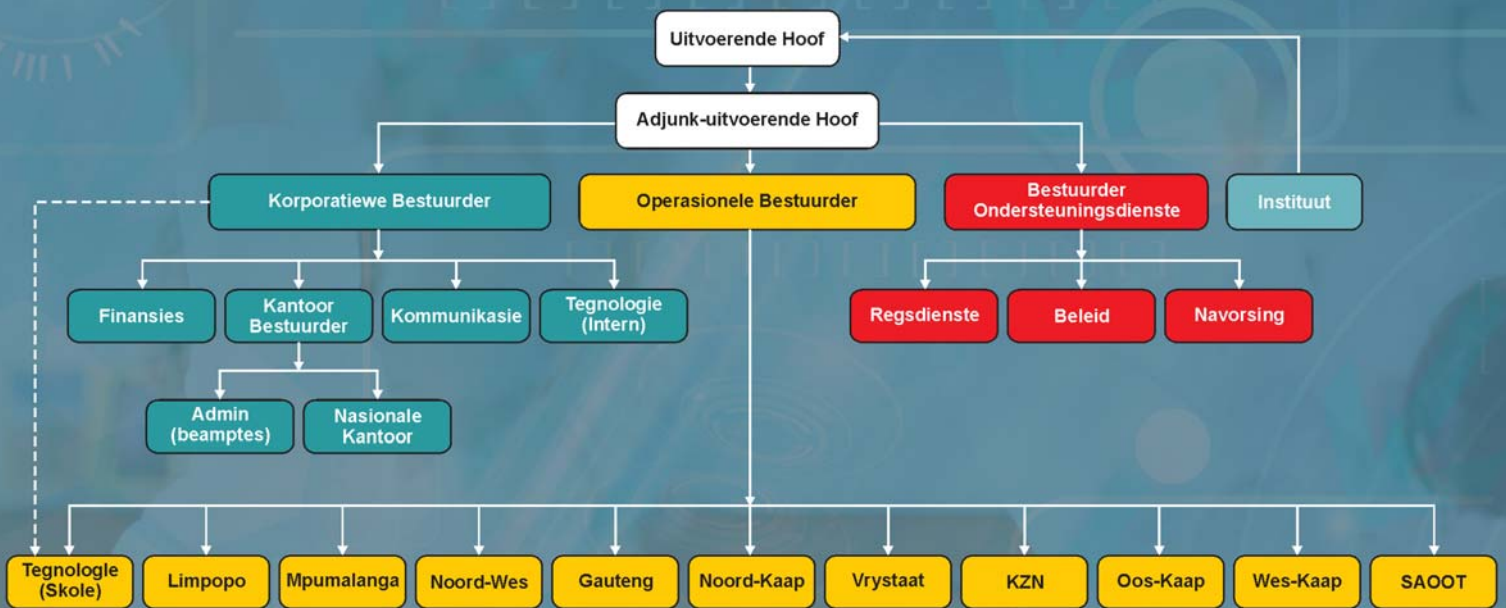 Uitvoerende Hoof
Adjunk-uitvoerende Hoof
Korporatiewe Bestuurder
Operasionele Bestuurder
Bestuurder
Ondersteuningsdienste
Instituut
Finansies
Kantoor
Bestuurder
Kommunikasie
Tegnologie
(Intern)
Regsdienste
Beleid
Navorsing
Admin
(beamptes)
Nasionale
Kantoor
Tegnologie
(Skole)
Limpopo
Mpumalanga
Noord-Wes
Gauteng
Noord-Kaap
Vrystaat
KZN
Oos-Kaap
Wes-Kaap
SAOOT